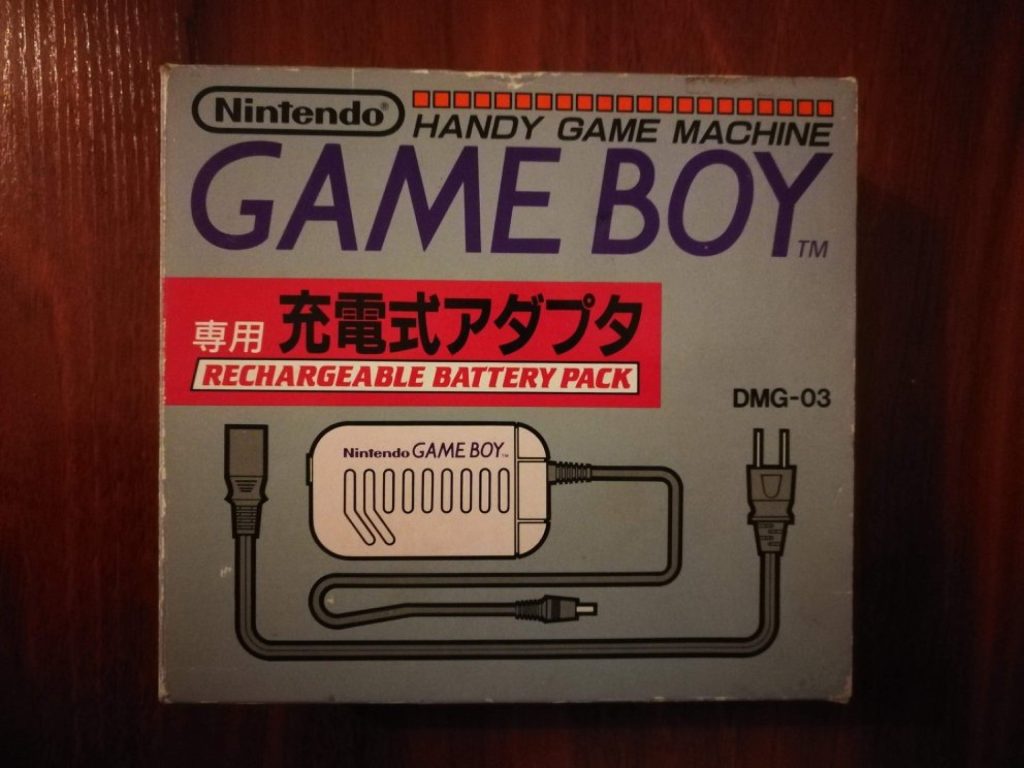 Nintendo®
HANDY GAME MACHINE
GAME BOY TM
専用 充電式アダプタ
RECHARGEABLE BATTERY PACK
DMG-03
Nintendo GAME BOY TM